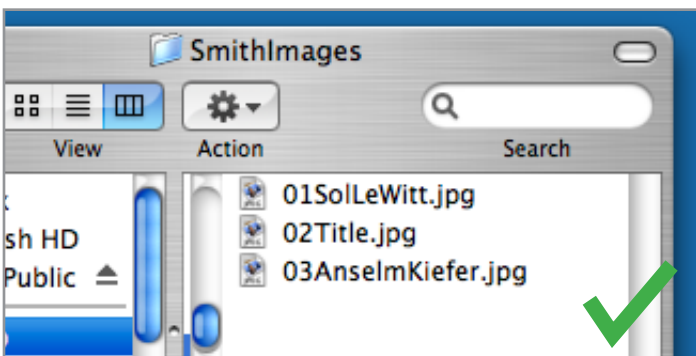 SmithImages
View Action Search
01SolLeWitt.jpg
sh HD 02Title.jpg
Public 03AnselmKiefer.jpg